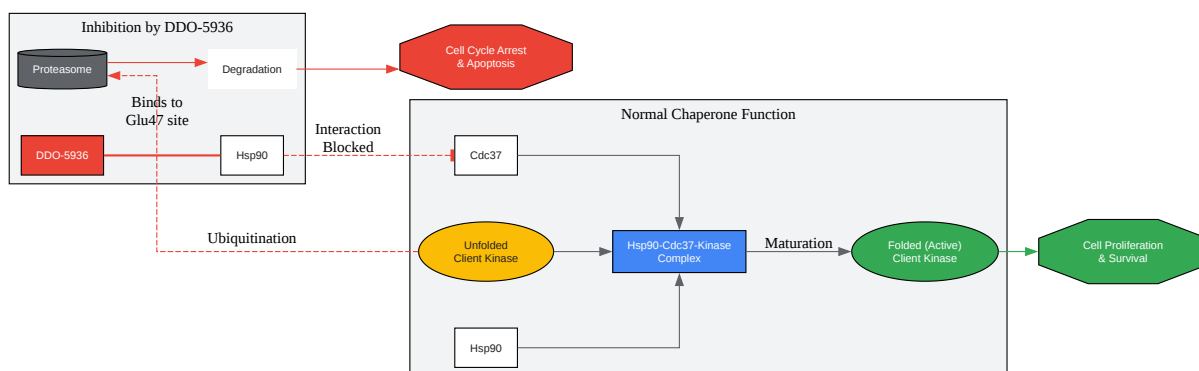 Inhibition by DDO-5936
Proteasome
Degradation
Cell Cycle Arrest
& Apoptosis
Binds to
Glu47 site
DDO-5936
Hsp90
Interaction
Blocked
Normal Chaperone Function
Cdc37
Ubiquitination
Unfolded
Client Kinase
Hsp90-Cdc37-Kinase
Complex
Maturation
Folded (Active)
Client Kinase
Cell Proliferation
& Survival
Hsp90